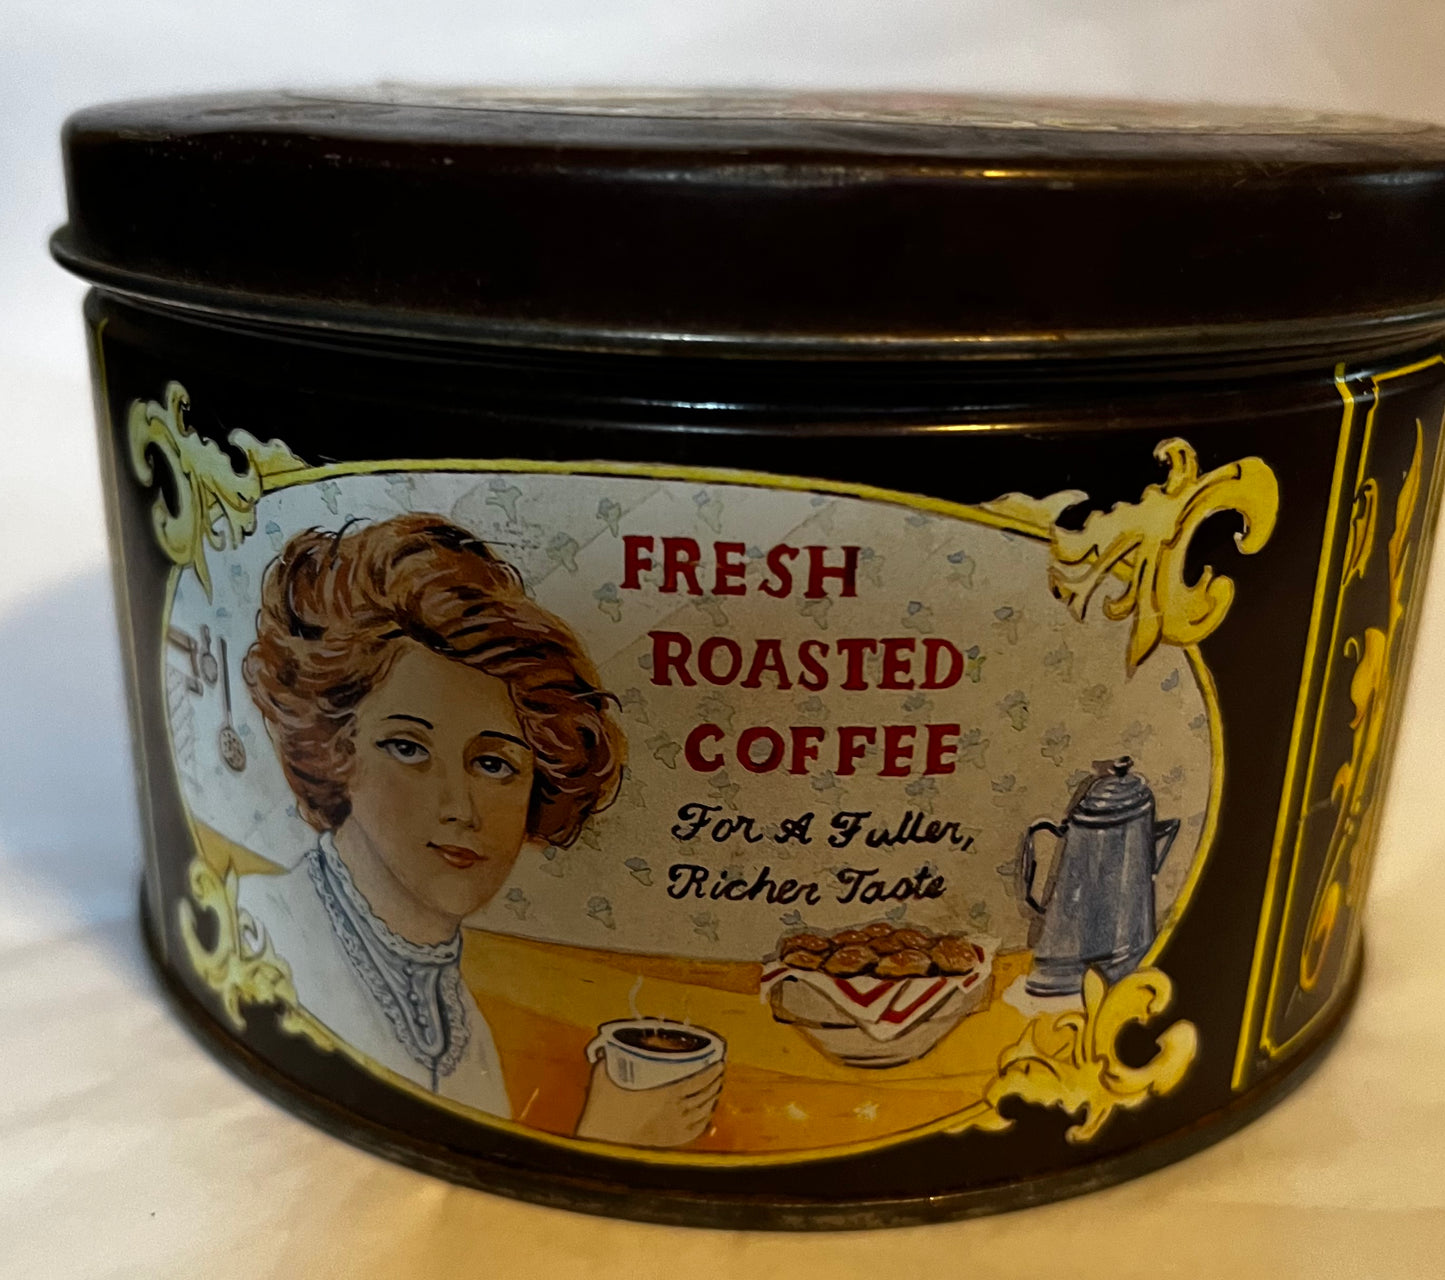 FRESH
ROASTED
COFFEE
For A Fuller,
Richer Taste